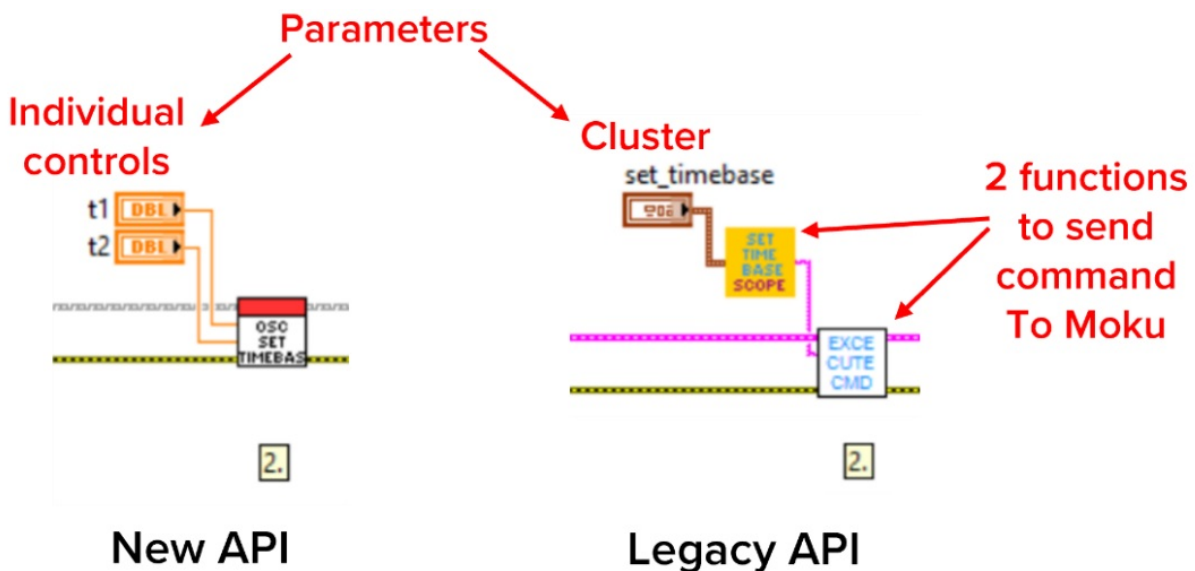 Parameters
Individual
controls
Cluster
set_timebase
2 functions
to send
command
To Moku
t1
DBL
t2
DBL
SET
TIME
BASE
SCOPE
OSC
SET
TIMEBAS
EXCE
CUTE
CMD
2.
2.
New API
Legacy API